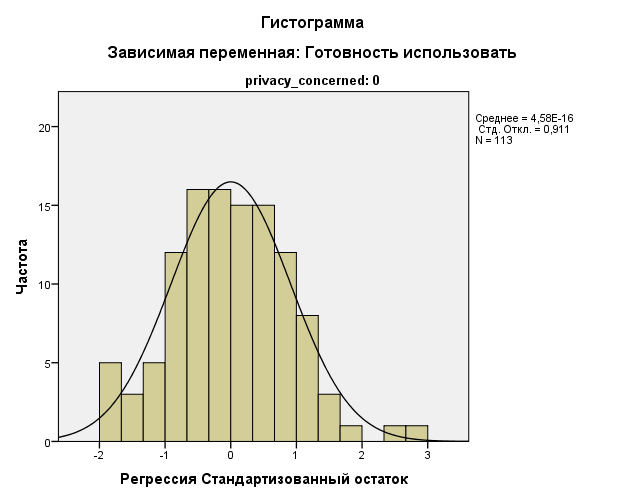 Гистограмма
Зависимая переменная: Готовность использовать
privacy_concerned: 0
Среднее = 4,58E-16
Стд. Откл. = 0,911
N = 113
Частота
20
15
10
5
0
-2 -1 0 1 2 3
Регрессия Стандартизованный остаток